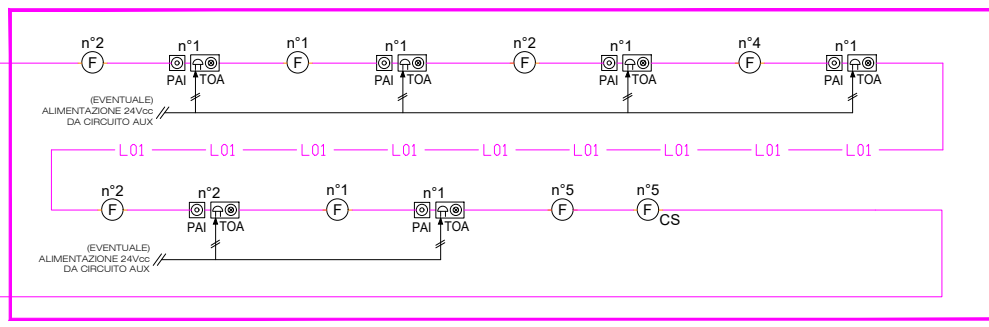 n°2 n°1 n°1 n°1 n°2 n°1 n°4 n°1
F F F F
PAI TOA PAI TOA PAI TOA PAI TOA
(EVENTUALE)
ALIMENTAZIONE 24Vcc
DA CIRCUITO AUX
L01 L01 L01 L01 L01 L01 L01 L01 L01
n°2 n°2 n°1 n°1 n°5 n°5
F F F F
PAI TOA PAI TOA CS
(EVENTUALE)
ALIMENTAZIONE 24Vcc
DA CIRCUITO AUX